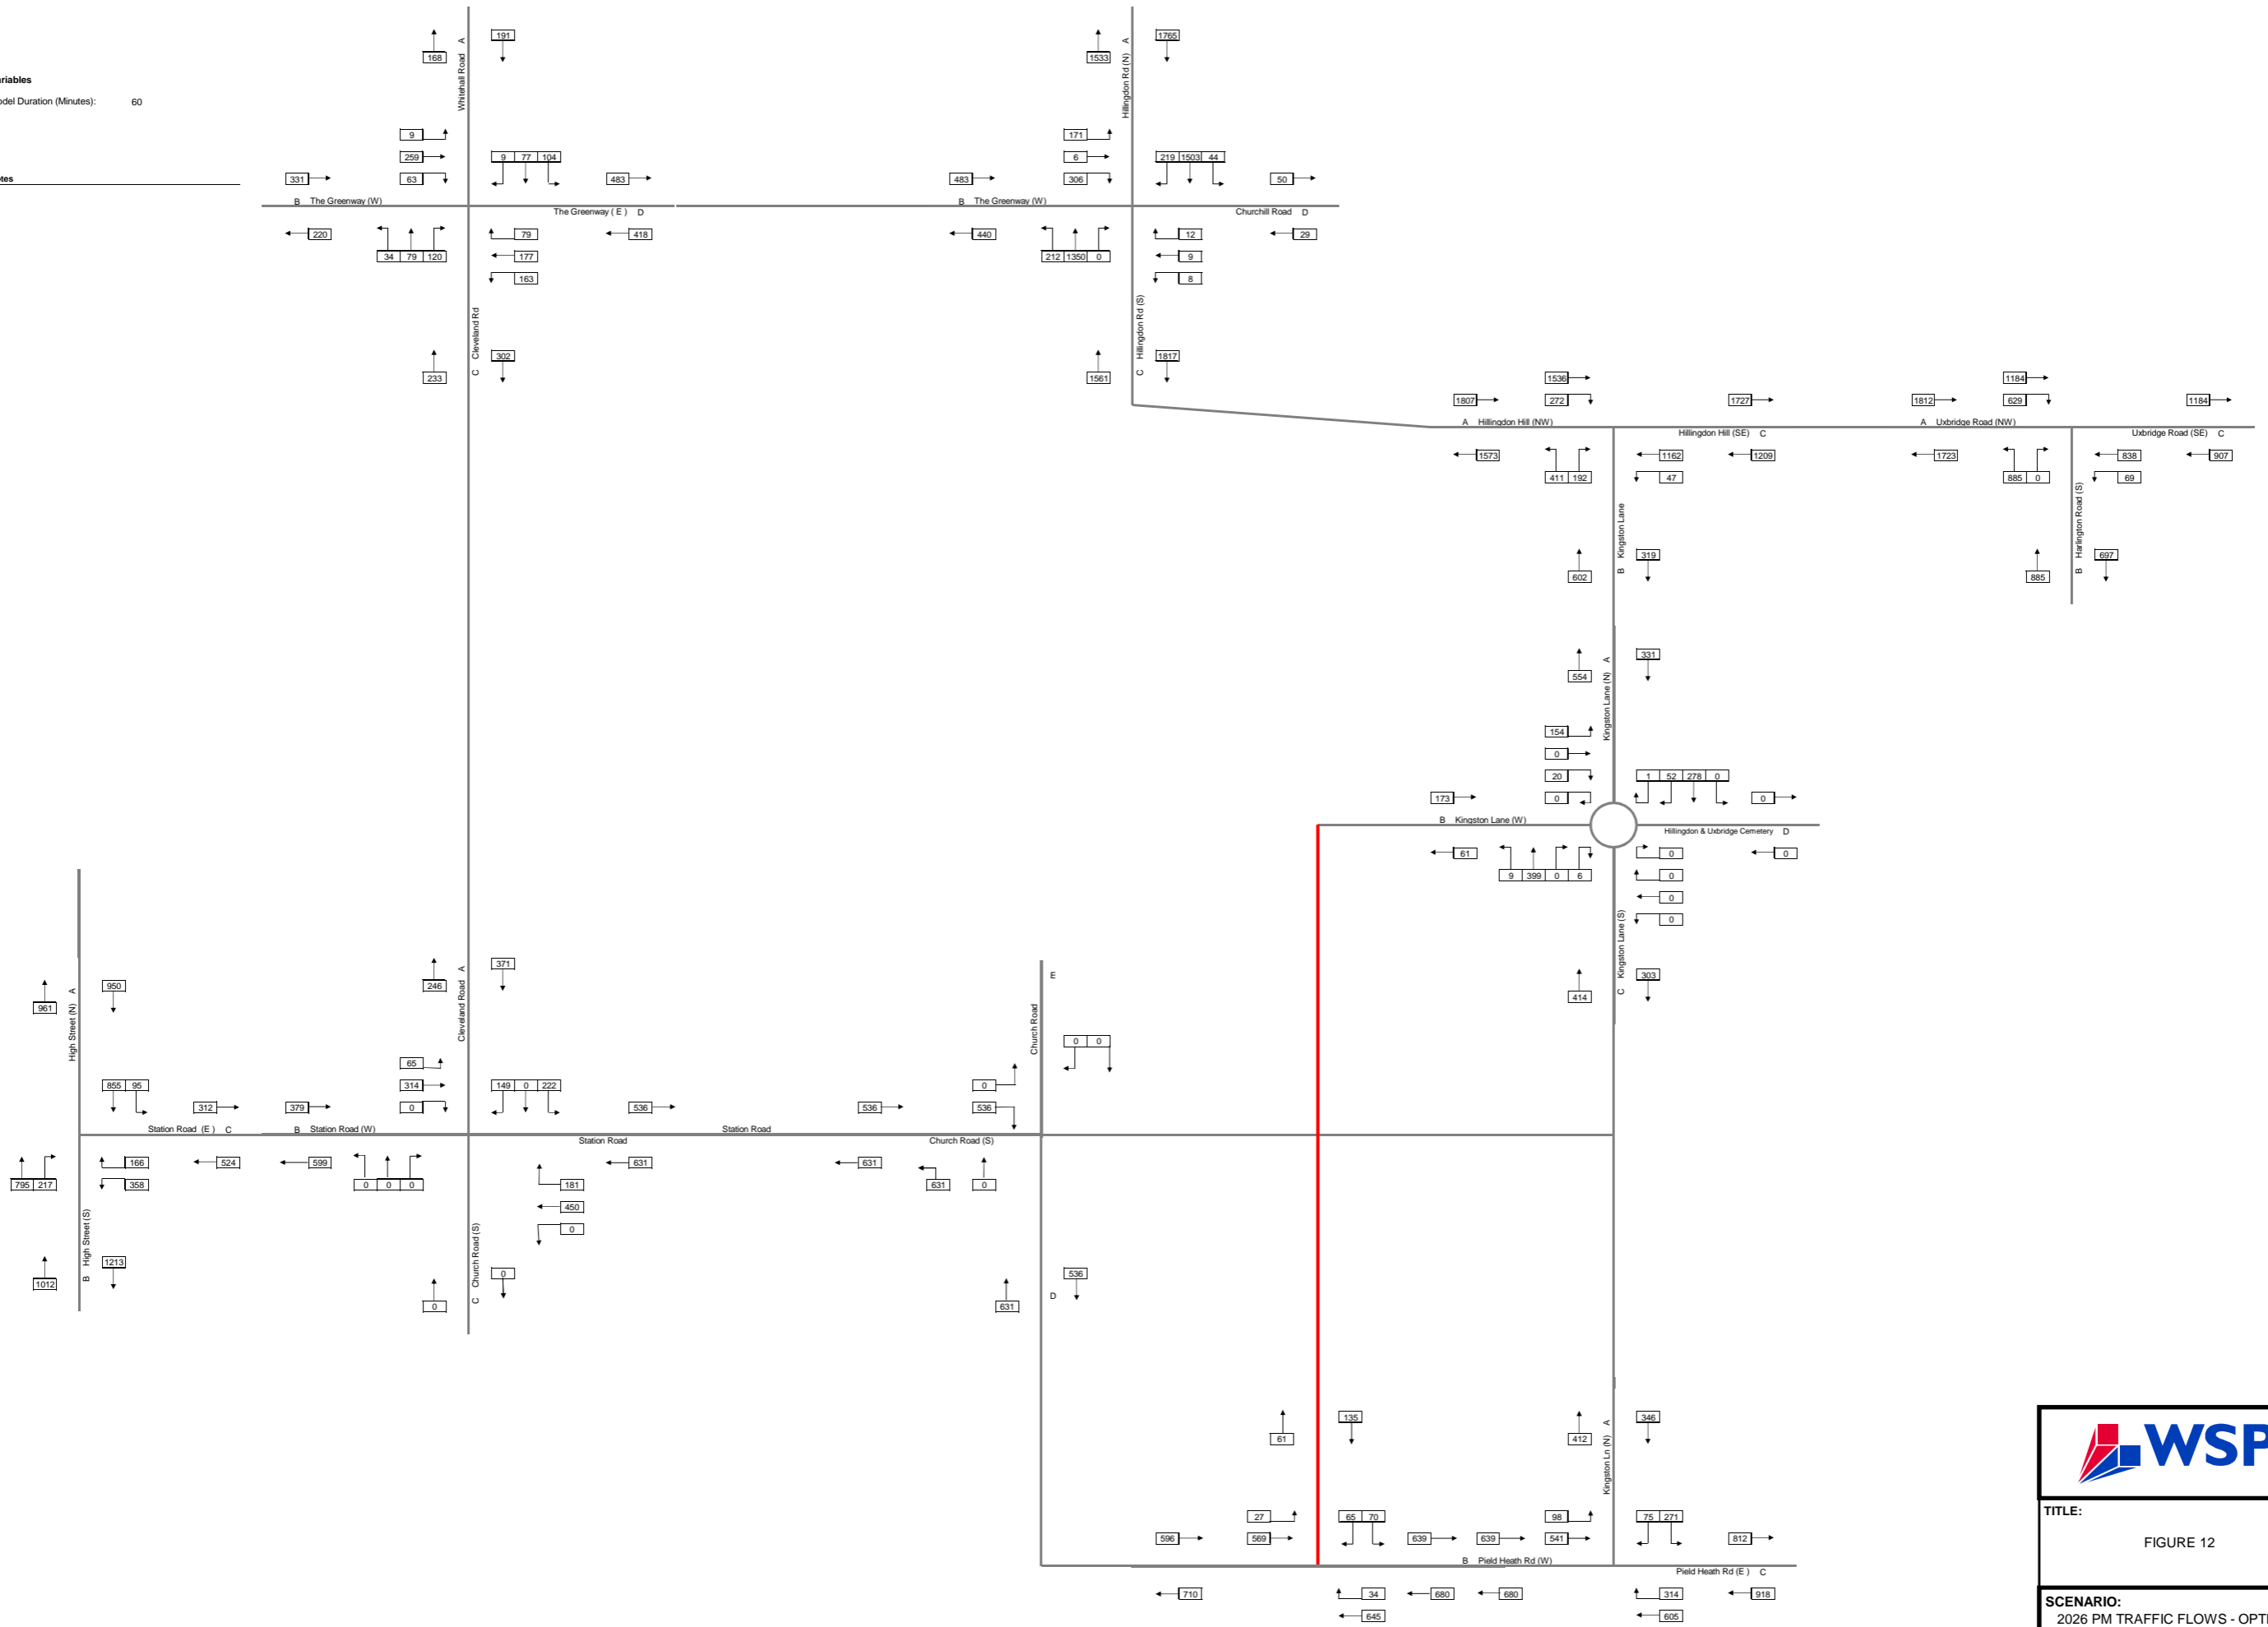 191
1765
168
1533
Whitehall Road A
Hillingdon Rd (N) A
60
9
171
259
9 77 104
6
219 1503 44
331
63
483
483
306
50
B The Greenway (W)
The Greenway ( E ) D
B The Greenway (W)
Churchill Road D
220
79
418
440
12
29
34 79 120
177
212 1350 0
9
163
8
C Cleveland Rd
C Hillingdon Rd (S)
302
1817
233
1561
1536
1184
1807
272
1727
1812
629
1184
A Hillingdon Hill (NW)
Hillingdon Hill (SE) C
A Uxbridge Road (NW)
Uxbridge Road (SE) C
1573
1162
1209
1723
838
907
411 192
47
885 0
69
B Kingston Lane
B Harlington Road (S)
319
697
602
885
331
554
Kingston Lane (N) A
154
0
20
1 52 278 0
173
0
0
B Kingston Lane (W)
Hillingdon & Uxbridge Cemetery D
61
0
0
9 399 0 6
0
0
0
C Kingston Lane (S)
303
414
371
950
246
961
High Street (N) A
Cleveland Road A
E
Church Road
0 0
65
855 95
314
149 0 222
0
312
379
0
536
536
536
Station Road (E ) C
B Station Road (W)
Station Road
Station Road
Church Road (S)
166
524
599
631
631
795 217
358
0 0 0
181
631
0
450
0
B High Street (S)
C Church Road (S)
1213
0
536
1012
0
631
D
135
346
61
412
Kingston Ln (N) A
27
65 70
98
75 271
596
569
639
639
541
812
B Pield Heath Rd (W)
Pield Heath Rd (E ) C
710
34
680
680
314
918
645
605
WSP
TITLE:
FIGURE 12
SCENARIO:
2026 PM TRAFFIC FLOWS -